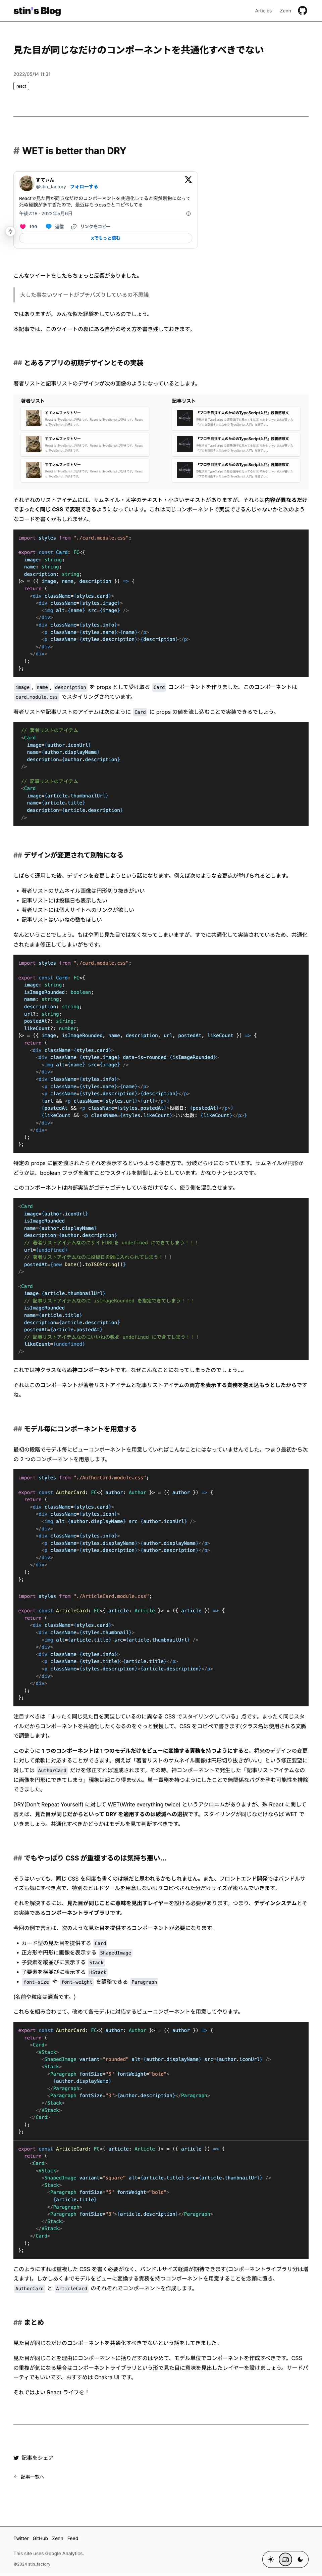 stin's Blog
Articles
Zenn
見た目が同じなだけのコンポーネントを共通化すべきでない
2022/05/14 11:31
react
# WET is better than DRY
すてぃん
@stin_factory · フォローする
Reactで見た目が同じなだけのコンポーネントを共通化してると突然別物になって死ぬ経験が多すぎたので、最近はもうcssごとコピペしてる
午後7:18 · 2022年5月6日
199
返信
リンクをコピー
Xでもっと読む
こんなツイートをしたらちょっと反響がありました。
大した事ないツイートがプチバズりしているの不思議
ではありますが、みんな似た経験をしているのでしょう。
本記事では、このツイートの裏にある自分の考え方を書き残しておきます。
## とあるアプリの初期デザインとその実装
著者リストと記事リストのデザインが次の画像のようになっているとします。
著者リスト
記事リスト
すてぃんファクトリー
すてぃんファクトリー
すてぃんファクトリー
『プロを目指す人のためのTypeScript入門』読書感想文
『プロを目指す人のためのTypeScript入門』読書感想文
『プロを目指す人のためのTypeScript入門』読書感想文
それぞれのリストアイテムには、サムネイル・太字のテキスト・小さいテキストがありますが、それらは内容が異なるだけでまったく同じ CSS で表現できるようになっています。これは同じコンポーネントで実装できるんじゃないかと次のようなコードを書くかもしれません。
import styles from "./card.module.css";
export const Card: FC<{
image: string;
name: string;
description: string;
}> = ({ image, name, description }) => {
return (
<div className={styles.card}>
<div className={styles.image}>
<img alt={name} src={image} />
</div>
<div className={styles.info}>
<p className={styles.name}>{name}</p>
<p className={styles.description}>{description}</p>
</div>
</div>
);
};
image , name , description を props として受け取る Card コンポーネントを作りました。このコンポーネントは card.module.css でスタイリングされています。
著者リストや記事リストのアイテムは次のように Card に props の値を流し込むことで実装できるでしょう。
// 著者リストのアイテム
<Card
image={author.iconUrl}
name={author.displayName}
description={author.description}
/>
// 記事リストのアイテム
<Card
image={article.thumbnailUrl}
name={article.title}
description={article.description}
/>
## デザインが変更されて別物になる
しばらく運用した後、デザインを変更しようという話になります。例えば次のような変更点が挙げられるとします。
• 著者リストのサムネイル画像は円形切り抜きがいい
• 記事リストには投稿日も表示したい
• 著者リストには個人サイトへのリンクが欲しい
• 記事リストはいいねの数もほしい
なんということでしょう。もはや同じ見た目ではなくなってしまいますが、すでに共通化して実装されているため、共通化されたまま修正してしまいがちです。
import styles from "./card.module.css";
export const Card: FC<{
image: string;
isImageRounded: boolean;
name: string;
description: string;
url?: string;
postedAt?: string;
likeCount?: number;
}> = ({ image, isImageRounded, name, description, url, postedAt, likeCount }) => {
return (
<div className={styles.card}>
<div className={styles.image} data-is-rounded={isImageRounded}>
<img alt={name} src={image} />
</div>
<div className={styles.info}>
<p className={styles.name}>{name}</p>
<p className={styles.description}>{description}</p>
{url && <p className={styles.url}>{url}</p>}
{postedAt && <p className={styles.postedAt}>投稿日: {postedAt}</p>}
{likeCount && <p className={styles.likeCount}>いいね数: {likeCount}</p>}
</div>
</div>
);
};
特定の props に値を渡されたらそれを表示するというような書き方で、分岐だらけになっています。サムネイルが円形かどうかは、boolean フラグを渡すことでスタイルを制御しようとしています。かなりナンセンスです。
このコンポーネントは内部実装がゴチャゴチャしているだけでなく、使う側を混乱させます。
<Card
image={author.iconUrl}
isImageRounded
name={author.displayName}
description={author.description}
// 著者リストアイテムなのにサイトURLを undefined にできてしまう！！！
url={undefined}
// 著者リストアイテムなのに投稿日を雑に入れられてしまう！！！
postedAt={new Date().toISOString()}
/>
<Card
image={article.thumbnailUrl}
// 記事リストアイテムなのに isImageRounded を指定できてしまう！！！
isImageRounded
name={article.title}
description={article.description}
postedAt={article.postedAt}
// 記事リストアイテムなのにいいねの数を undefined にできてしまう！！！
likeCount={undefined}
/>
これでは神クラスならぬ神コンポーネントです。なぜこんなことになってしまったのでしょう...。
それはこのコンポーネントが著者リストアイテムと記事リストアイテムの両方を表示する責務を抱え込もうとしたからですね。
## モデル毎にコンポーネントを用意する
最初の段階でモデル毎にビューコンポーネントを用意していればこんなことにはなっていませんでした。つまり最初から次の 2 つのコンポーネントを用意します。
import styles from "./AuthorCard.module.css";
export const AuthorCard: FC<{ author: Author }> = ({ author }) => {
return (
<div className={styles.card}>
<div className={styles.icon}>
<img alt={author.displayName} src={author.iconUrl} />
</div>
<div className={styles.info}>
<p className={styles.displayName}>{author.displayName}</p>
<p className={styles.description}>{author.description}</p>
</div>
</div>
);
};
import styles from "./ArticleCard.module.css";
export const ArticleCard: FC<{ article: Article }> = ({ article }) => {
return (
<div className={styles.card}>
<div className={styles.thumbnail}>
<img alt={article.title} src={article.thumbnailUrl} />
</div>
<div className={styles.info}>
<p className={styles.title}>{article.title}</p>
<p className={styles.description}>{article.description}</p>
</div>
</div>
);
};
注目すべきは「まったく同じ見た目を実装しているのに異なる CSS でスタイリングしている」点です。まったく同じスタイルだからコンポーネントを共通化したくなるのをぐっと我慢して、CSS をコピペで書きます(クラス名は使用される文脈で調整します)。
このように 1 つのコンポーネントは 1 つのモデルだけをビューに変換する責務を持つようにすると、将来のデザインの変更に対して柔軟に対応することができます。例えば「著者リストのサムネイル画像は円形切り抜きがいい」という修正要望に対しては AuthorCard だけを修正すれば達成されます。その時、神コンポーネントで発生した「記事リストアイテムなのに画像を円形にできてしまう」現象は起こり得ません。単一責務を持つようにしたことで無関係なバグを孕む可能性を排除できました。
DRY(Don't Repeat Yourself) に対して WET(Write everything twice) というアクロニムがありますが、殊 React に関して言えば、見た目が同じだからといって DRY を適用するのは破滅への選択です。スタイリングが同じなだけならば WET でいきましょう。共通化すべきかどうかはモデルを見て判断すべきです。
## でもやっぱり CSS が重複するのは気持ち悪い...
そうはいっても、同じ CSS を何度も書くのは嫌だと思われるかもしれません。また、フロントエンド開発ではバンドルサイズも気にすべき点で、特別なビルドツールを用意しない限り同じ CSS を書いたらそれだけ分だけサイズが膨らんでいきます。
それを解決するには、見た目が同じことに意味を見出すレイヤーを設ける必要があります。つまり、デザインシステムとその実装であるコンポーネントライブラリです。
今回の例で言えば、次のような見た目を提供するコンポーネントが必要になります。
• カード型の見た目を提供する Card
• 正方形や円形に画像を表示する ShapedImage
• 子要素を縦並びに表示する Stack
• 子要素を横並びに表示する HStack
• font-size や font-weight を調整できる Paragraph
(名前や粒度は適当です。)
これらを組み合わせて、改めて各モデルに対応するビューコンポーネントを用意してやります。
export const AuthorCard: FC<{ author: Author }> = ({ author }) => {
return (
<Card>
<VStack>
<ShapedImage variant="rounded" alt={author.displayName} src={author.iconUrl} />
<Stack>
<Paragraph fontSize="5" fontWeight="bold">
{author.displayName}
</Paragraph>
<Paragraph fontSize="3">{author.description}</Paragraph>
</Stack>
</VStack>
</Card>
);
};
export const ArticleCard: FC<{ article: Article }> = ({ article }) => {
return (
<Card>
<VStack>
<ShapedImage variant="square" alt={article.title} src={article.thumbnailUrl} />
<Stack>
<Paragraph fontSize="5" fontWeight="bold">
{article.title}
</Paragraph>
<Paragraph fontSize="3">{article.description}</Paragraph>
</Stack>
</VStack>
</Card>
);
};
このようにすれば重複した CSS を書く必要がなく、バンドルサイズ軽減が期待できます(コンポーネントライブラリ分は増えます)。しかしあくまでモデルをビューに変換する責務を持つコンポーネントを用意することを念頭に置き、AuthorCard と ArticleCard のそれぞれでコンポーネントを作成します。
## まとめ
見た目が同じなだけのコンポーネントを共通化すべきでないという話をしてきました。
見た目が同じことを理由にコンポーネントに括りだすのはやめて、モデル単位でコンポーネントを作成すべきです。CSS の重複が気になる場合はコンポーネントライブラリという形で見た目に意味を見出したレイヤーを設けましょう。サードパーティでもいいです、おすすめは Chakra UI です。
それではよい React ライフを！
記事をシェア
← 記事一覧へ
Twitter
GitHub
Zenn
Feed
This site uses Google Analytics.
©2024 stin_factory